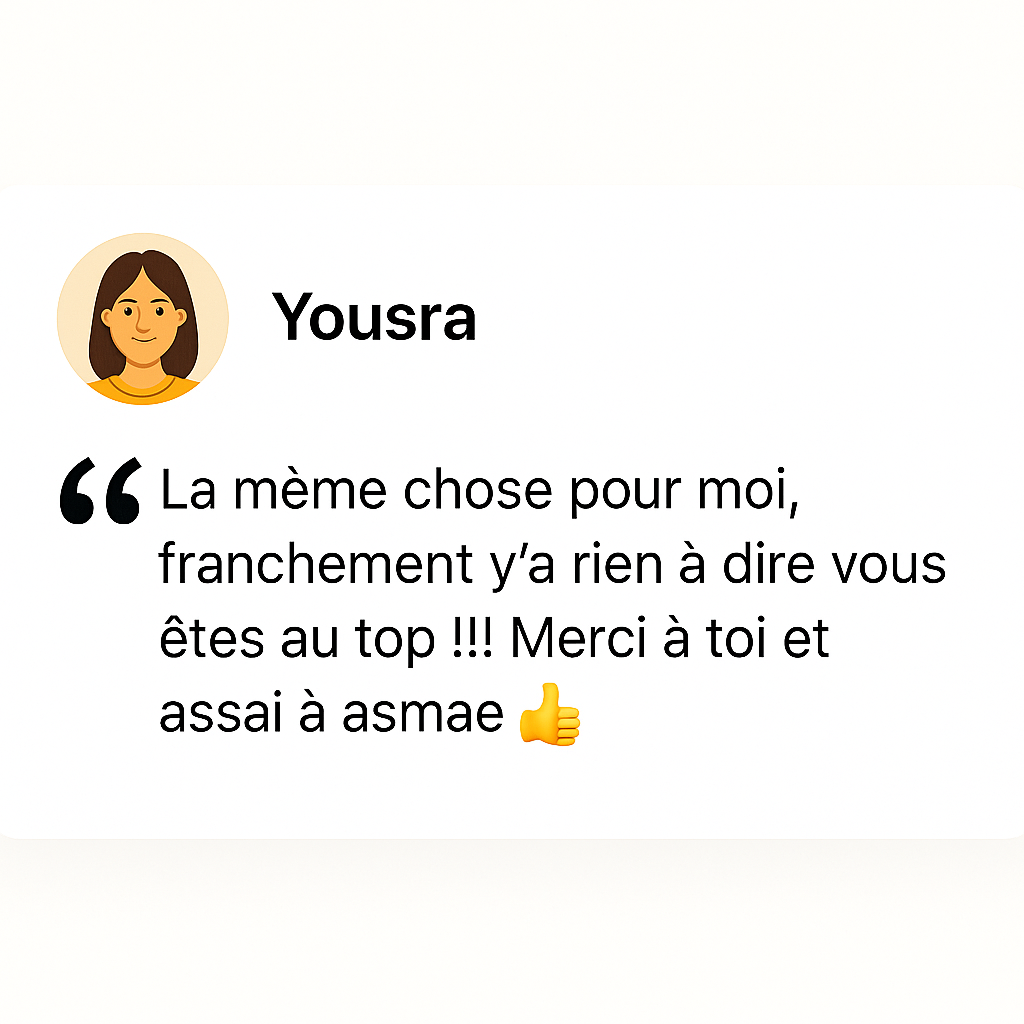 Yousra
“ La mème chose pour moi,
franchement y’a rien à dire vous
êtes au top !!! Merci à toi et
assai à asmae 👍